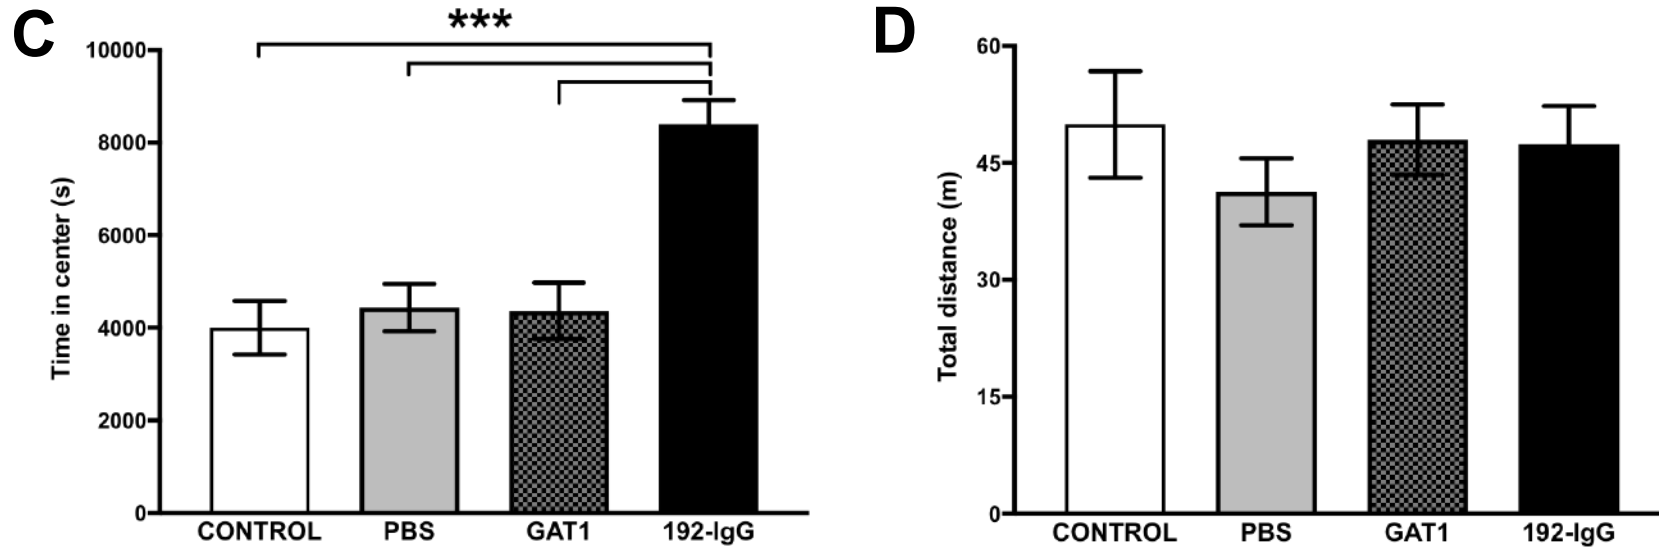 C
***
10000
8000
6000
4000
2000
0
Time in center (s)
CONTROL PBS GAT1 192-IgG
D
60
45
30
15
0
Total distance (m)
CONTROL PBS GAT1 192-IgG